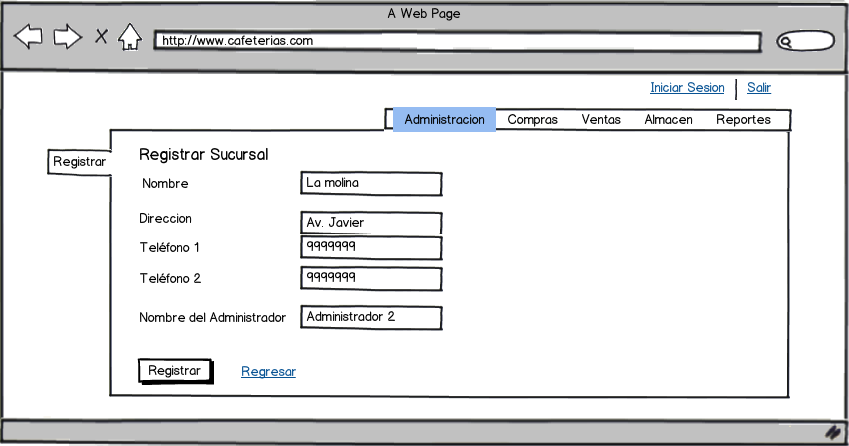 A Web Page
http://www.cafeterias.com
Iniciar Sesion Salir
Administracion Compras Ventas Almacen Reportes
Registrar
Registrar Sucursal
Nombre La molina
Direccion Av. Javier
Teléfono 1 9999999
Teléfono 2 9999999
Nombre del Administrador Administrador 2
Registrar Regresar